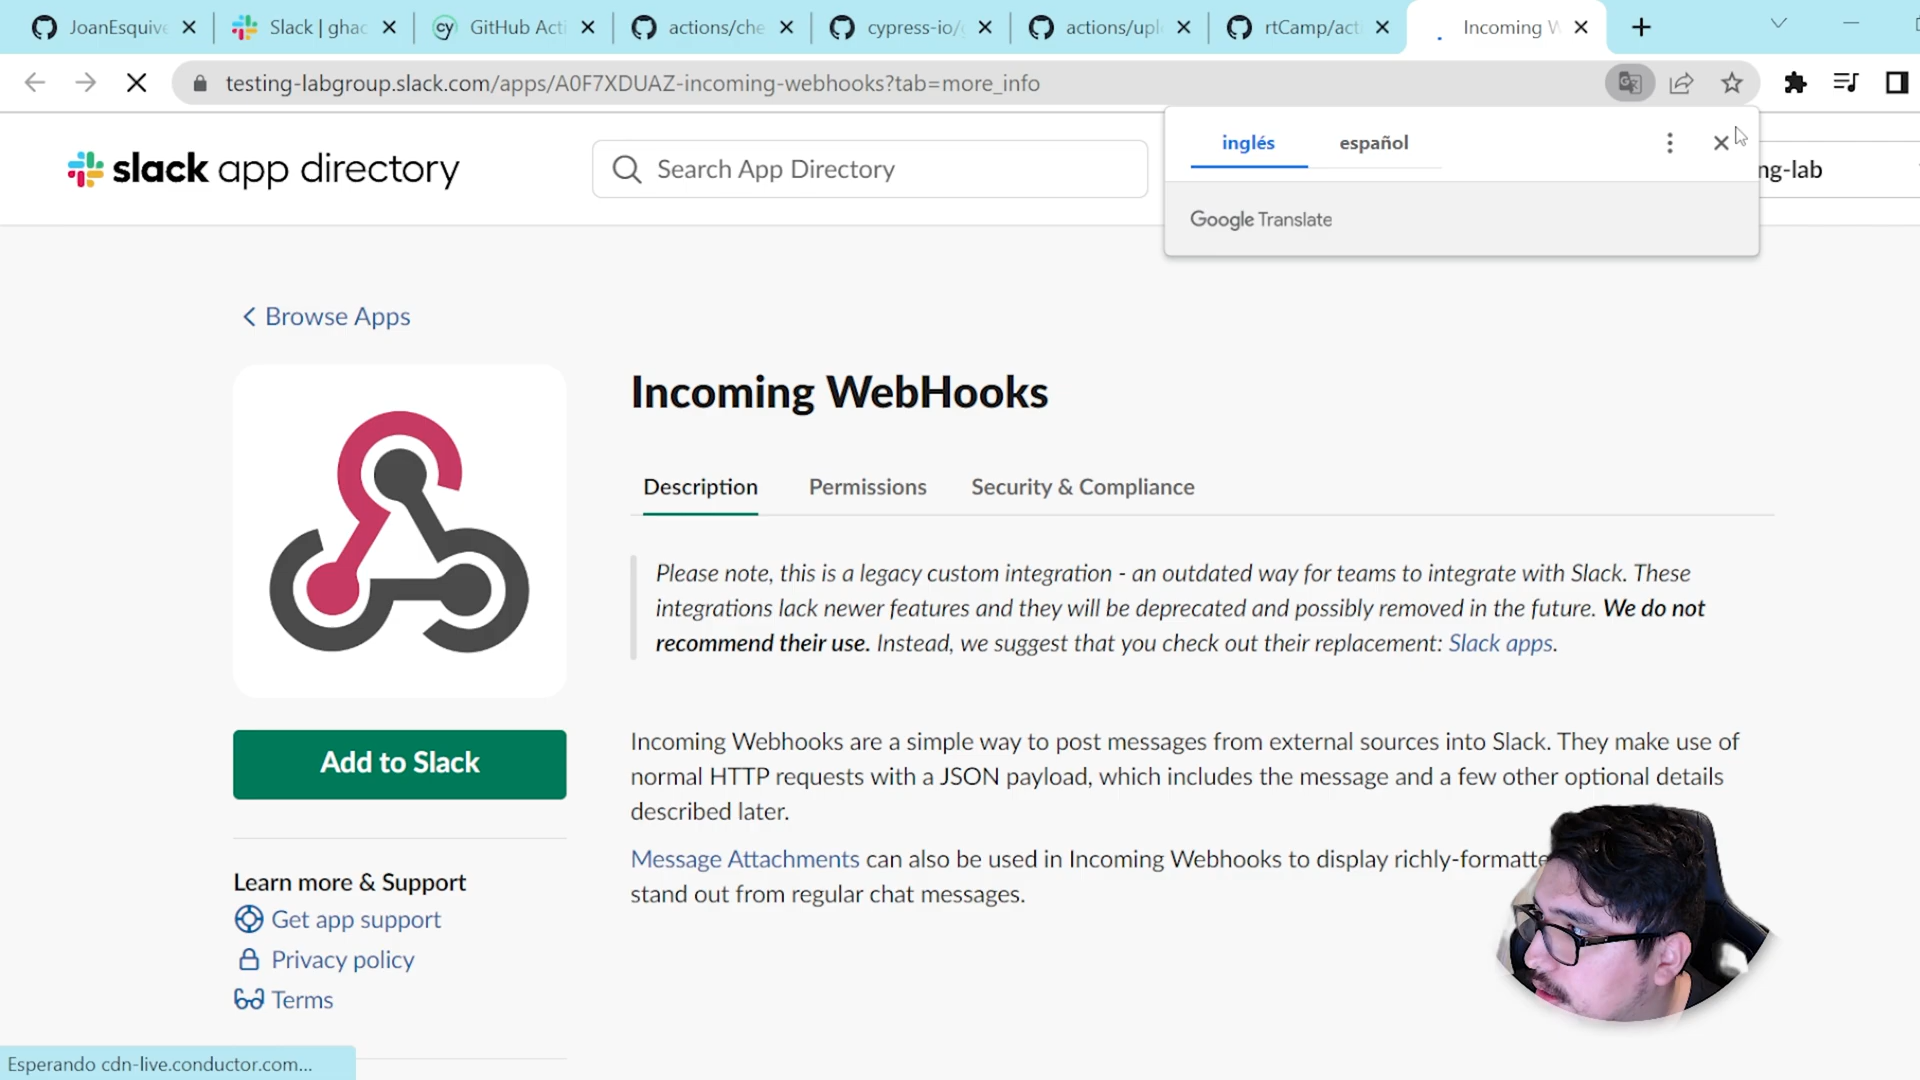 JoanEsquive
Slack | ghac
GitHub Acti
actions/che
cypress-io/g
actions/upl
rtCamp/acti
Incoming W
testing-labgroup.slack.com/apps/A0F7XDUAZ-incoming-webhooks?tab=more_info
inglés
español
Google Translate
slack app directory
Search App Directory
ng-lab
Browse Apps
Incoming WebHooks
Description
Permissions
Security & Compliance
Please note, this is a legacy custom integration - an outdated way for teams to integrate with Slack. These
integrations lack newer features and they will be deprecated and possibly removed in the future. We do not
recommend their use. Instead, we suggest that you check out their replacement: Slack apps.
Add to Slack
Incoming Webhooks are a simple way to post messages from external sources into Slack. They make use of
normal HTTP requests with a JSON payload, which includes the message and a few other optional details
described later.
Message Attachments can also be used in Incoming Webhooks to display richly-formatte
stand out from regular chat messages.
Learn more & Support
Get app support
Privacy policy
Terms
Esperando cdn-live.conductor.com...